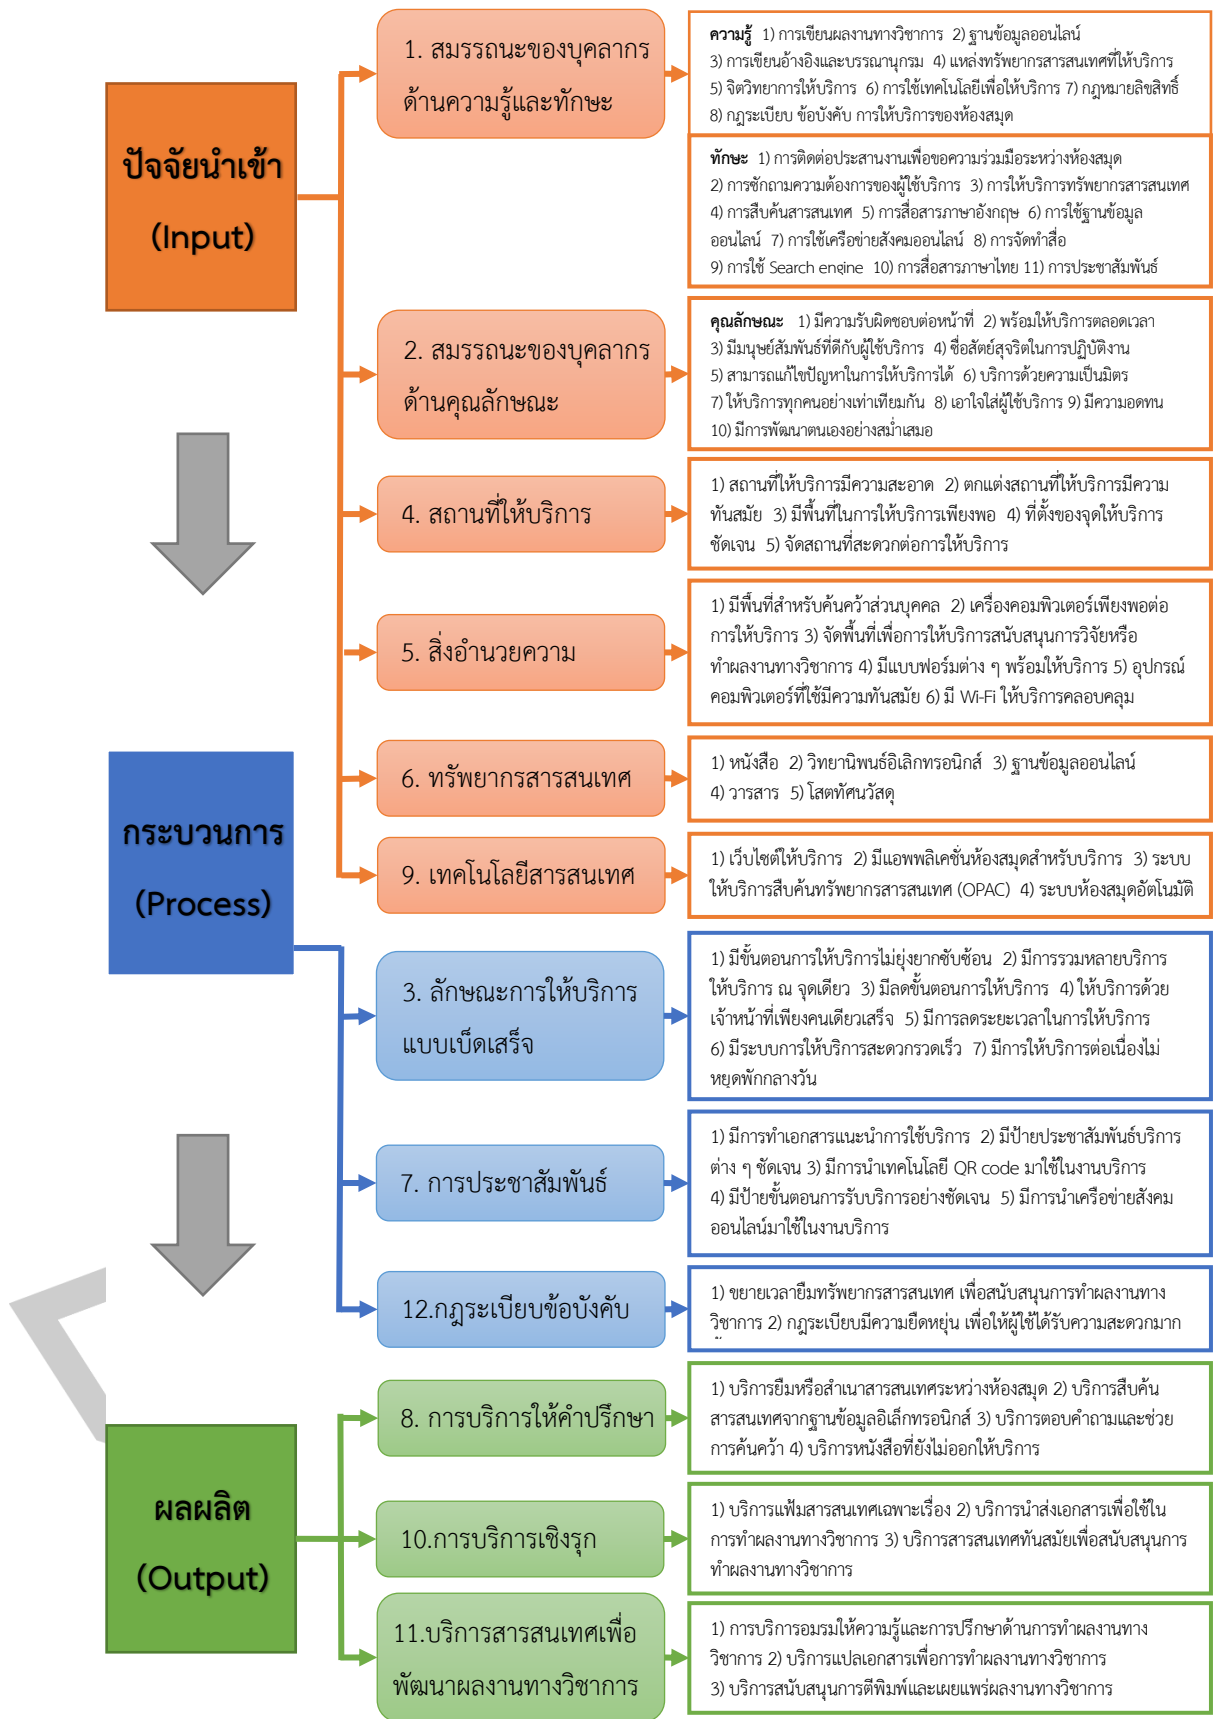 ปัจจัยนำเข้า
(Input)
1. สมรรถนะของบุคลากร
ด้านความรู้และทักษะ
ความรู้ 1) การเขียนผลงานทางวิชาการ 2) ฐานข้อมูลออนไลน์
3) การเขียนอ้างอิงและบรรณานุกรม 4) แหล่งทรัพยากรสารสนเทศที่ให้บริการ
5) จิตวิทยาการให้บริการ 6) การใช้เทคโนโลยีเพื่อให้บริการ 7) กฎหมายลิขสิทธิ์
8) กฎระเบียบ ข้อบังคับ การให้บริการของห้องสมุด
ทักษะ 1) การติดต่อประสานงานเพื่อขอความร่วมมือระหว่างห้องสมุด
2) การซักถามความต้องการของผู้ใช้บริการ 3) การให้บริการทรัพยากรสารสนเทศ
4) การสืบค้นสารสนเทศ 5) การสื่อสารภาษาอังกฤษ 6) การใช้ฐานข้อมูล
ออนไลน์ 7) การใช้เครือข่ายสังคมออนไลน์ 8) การจัดทำสื่อ
9) การใช้ Search engine 10) การสื่อสารภาษาไทย 11) การประชาสัมพันธ์
2. สมรรถนะของบุคลากร
ด้านคุณลักษณะ
คุณลักษณะ 1) มีความรับผิดชอบต่อหน้าที่ 2) พร้อมให้บริการตลอดเวลา
3) มีมนุษย์สัมพันธ์ที่ดีกับผู้ใช้บริการ 4) ซื่อสัตย์สุจริตในการปฏิบัติงาน
5) สามารถแก้ไขปัญหาในการให้บริการได้ 6) บริการด้วยความเป็นมิตร
7) ให้บริการทุกคนอย่างเท่าเทียมกัน 8) เอาใจใส่ผู้ใช้บริการ 9) มีความอดทน
10) มีการพัฒนาตนเองอย่างสม่ำเสมอ
4. สถานที่ให้บริการ
1) สถานที่ให้บริการมีความสะอาด 2) ตกแต่งสถานที่ให้บริการมีความ
ทันสมัย 3) มีพื้นที่ในการให้บริการเพียงพอ 4) ที่ตั้งของจุดให้บริการ
ชัดเจน 5) จัดสถานที่สะดวกต่อการให้บริการ
5. สิ่งอำนวยความ
1) มีพื้นที่สำหรับค้นคว้าส่วนบุคคล 2) เครื่องคอมพิวเตอร์เพียงพอต่อ
การให้บริการ 3) จัดพื้นที่เพื่อการให้บริการสนับสนุนการวิจัยหรือ
ทำผลงานทางวิชาการ 4) มีแบบฟอร์มต่าง ๆ พร้อมให้บริการ 5) อุปกรณ์
คอมพิวเตอร์ที่ใช้มีความทันสมัย 6) มี Wi-Fi ให้บริการคลอบคลุม
6. ทรัพยากรสารสนเทศ
1) หนังสือ 2) วิทยานิพนธ์อิเลิกทรอนิกส์ 3) ฐานข้อมูลออนไลน์
4) วารสาร 5) โสตทัศนวัสดุ
9. เทคโนโลยีสารสนเทศ
1) เว็บไซต์ให้บริการ 2) มีแอพพลิเคชั่นห้องสมุดสำหรับบริการ 3) ระบบ
ให้บริการสืบค้นทรัพยากรสารสนเทศ (OPAC) 4) ระบบห้องสมุดอัตโนมัติ
กระบวนการ
(Process)
3. ลักษณะการให้บริการ
แบบเบ็ดเสร็จ
1) มีขั้นตอนการให้บริการไม่ยุ่งยากซับซ้อน 2) มีการรวมหลายบริการ
ให้บริการ ณ จุดเดียว 3) มีลดขั้นตอนการให้บริการ 4) ให้บริการด้วย
เจ้าหน้าที่เพียงคนเดียวเสร็จ 5) มีการลดระยะเวลาในการให้บริการ
6) มีระบบการให้บริการสะดวกรวดเร็ว 7) มีการให้บริการต่อเนื่องไม่
หยุดพักกลางวัน
7. การประชาสัมพันธ์
1) มีการทำเอกสารแนะนำการใช้บริการ 2) มีป้ายประชาสัมพันธ์บริการ
ต่าง ๆ ชัดเจน 3) มีการนำเทคโนโลยี QR code มาใช้ในงานบริการ
4) มีป้ายขั้นตอนการรับบริการอย่างชัดเจน 5) มีการนำเครือข่ายสังคม
ออนไลน์มาใช้ในงานบริการ
12.กฎระเบียบข้อบังคับ
1) ขยายเวลายืมทรัพยากรสารสนเทศ เพื่อสนับสนุนการทำผลงานทาง
วิชาการ 2) กฎระเบียบมีความยืดหยุ่น เพื่อให้ผู้ใช้ได้รับความสะดวกมาก
ผลผลิต
(Output)
8. การบริการให้คำปรึกษา
1) บริการยืมหรือสำเนาสารสนเทศระหว่างห้องสมุด 2) บริการสืบค้น
สารสนเทศจากฐานข้อมูลอิเล็กทรอนิกส์ 3) บริการตอบคำถามและช่วย
การค้นคว้า 4) บริการหนังสือที่ยังไม่ออกให้บริการ
10.การบริการเชิงรุก
1) บริการแฟ้มสารสนเทศเฉพาะเรื่อง 2) บริการนำส่งเอกสารเพื่อใช้ใน
การทำผลงานทางวิชาการ 3) บริการสารสนเทศทันสมัยเพื่อสนับสนุนการ
ทำผลงานทางวิชาการ
11.บริการสารสนเทศเพื่อ
พัฒนาผลงานทางวิชาการ
1) การบริการอมรมให้ความรู้และการปรึกษาด้านการทำผลงานทาง
วิชาการ 2) บริการแปลเอกสารเพื่อการทำผลงานทางวิชาการ
3) บริการสนับสนุนการตีพิมพ์และเผยแพร่ผลงานทางวิชาการ